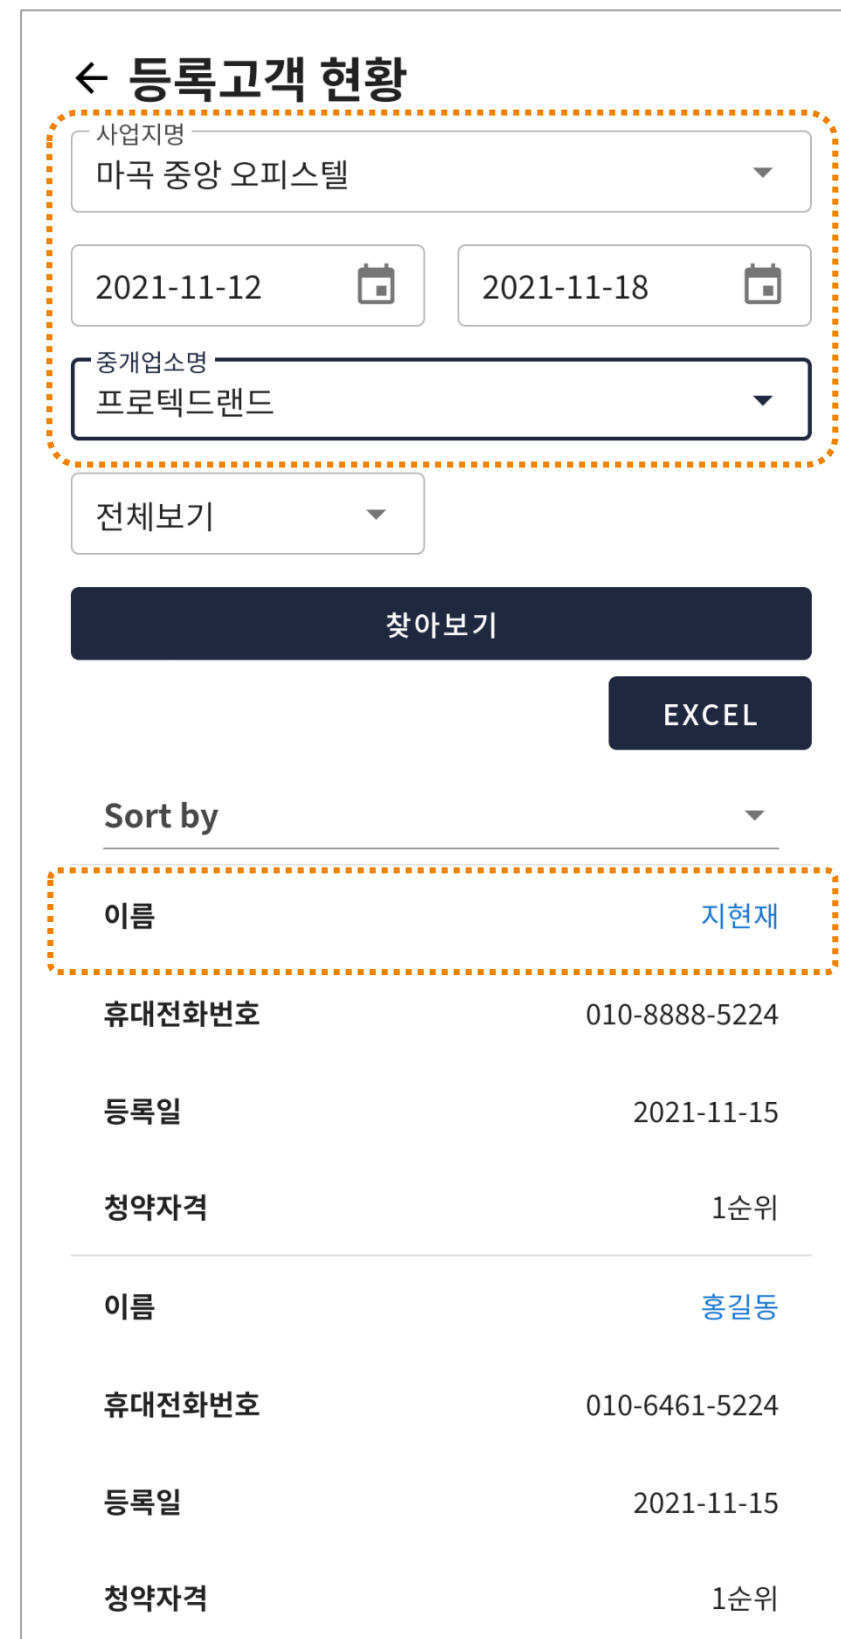 등록고객 현황
사업지명
마곡 중앙 오피스텔
2021-11-12 2021-11-18
중개업소명
프로텍드랜드
전체보기
찾아보기
EXCEL
Sort by
이름 지현재
휴대전화번호 010-8888-5224
등록일 2021-11-15
청약자격 1순위
이름 홍길동
휴대전화번호 010-6461-5224
등록일 2021-11-15
청약자격 1순위